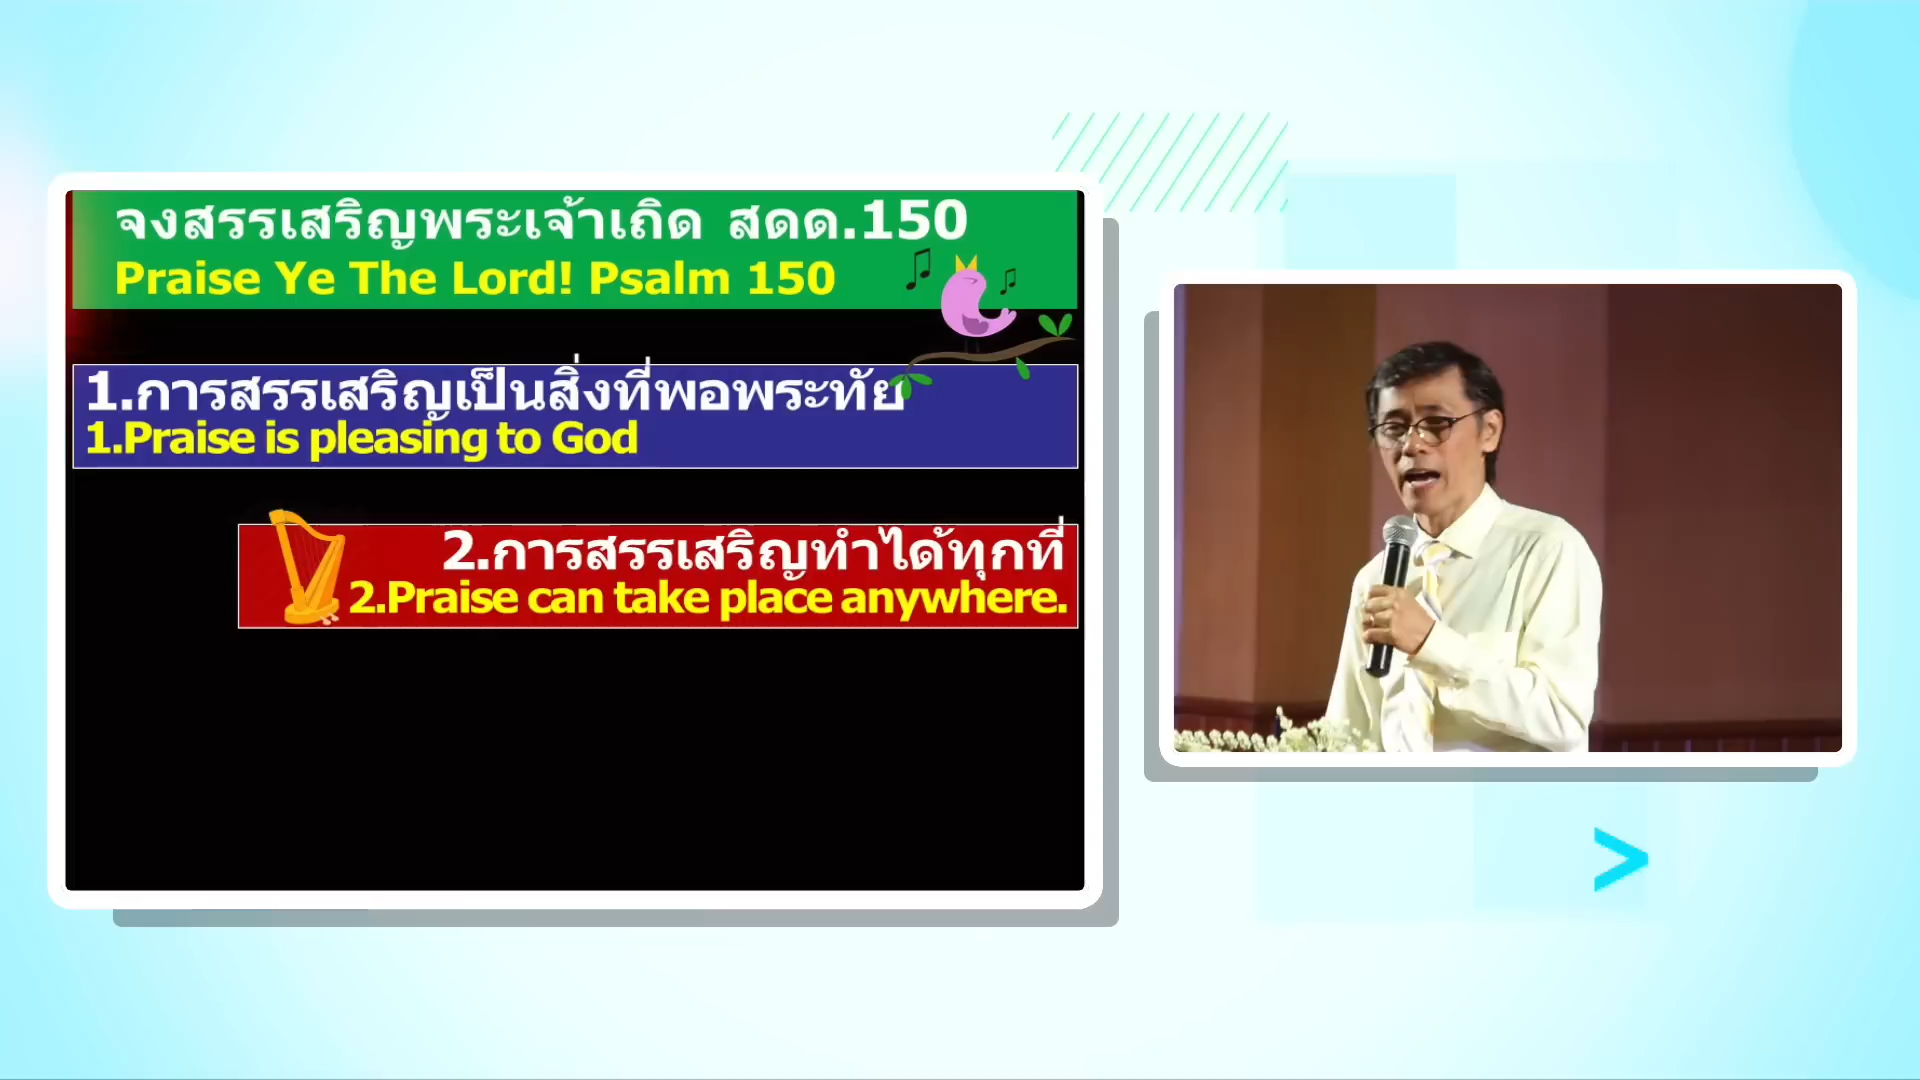 จงสรรเสริญพระเจ้าเถิด สดด.150
Praise Ye The Lord! Psalm 150
1.การสรรเสริญเป็นสิ่งที่พอพระทัย
1.Praise is pleasing to God
2.การสรรเสริญทำได้ทุกที่
2.Praise can take place anywhere.